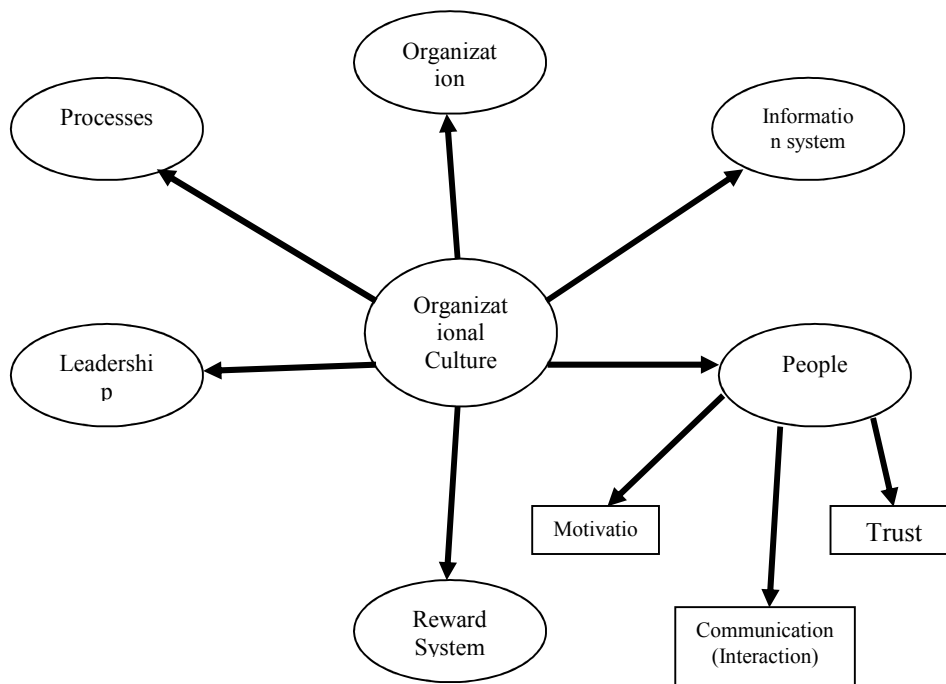 Organizat
ion
Processes
Informatio
n system
Organizat
ional
Culture
Leadershi
p
People
Motivatio
Trust
Reward
System
Communication
(Interaction)